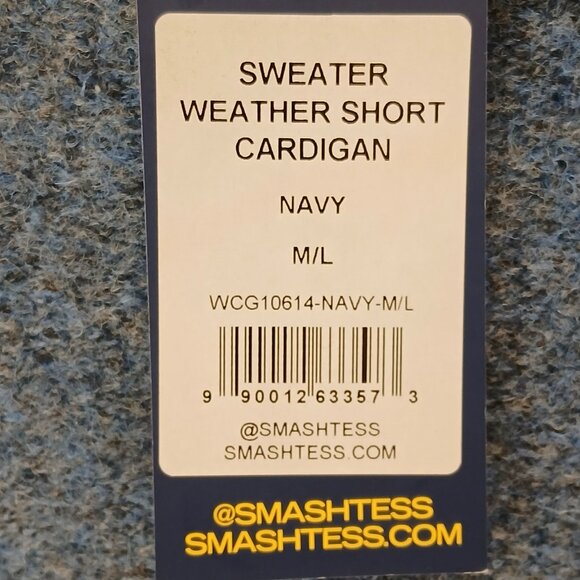 SWEATER
WEATHER SHORT
CARDIGAN
NAVY
M/L
WCG10614-NAVY-M/L
9 90012 63357 3
@SMASHTESS
SMASHTESS.COM
@SMASHTESS
SMASHTESS.COM